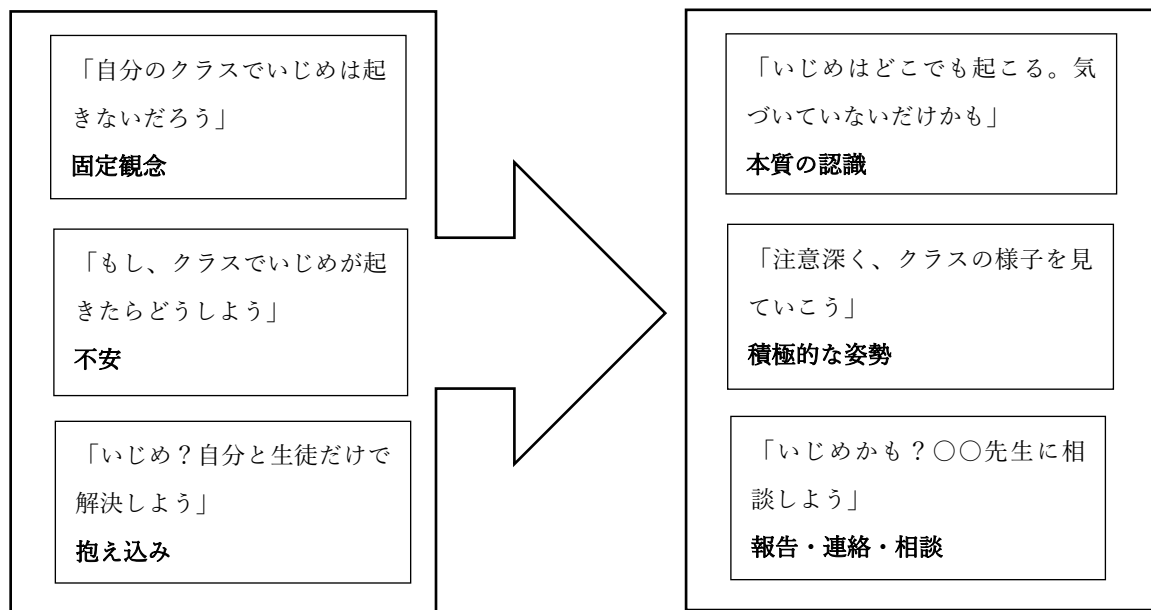 「自分のクラスでいじめは起
きないだろう」
固定観念
「もし、クラスでいじめが起
きたらどうしよう」
不安
「いじめ？自分と生徒だけで
解決しよう」
抱え込み
「いじめはどこでも起こる。気
づいていないだけかも」
本質の認識
「注意深く、クラスの様子を見
ていこう」
積極的な姿勢
「いじめかも？〇〇先生に相
談しよう」
報告・連絡・相談